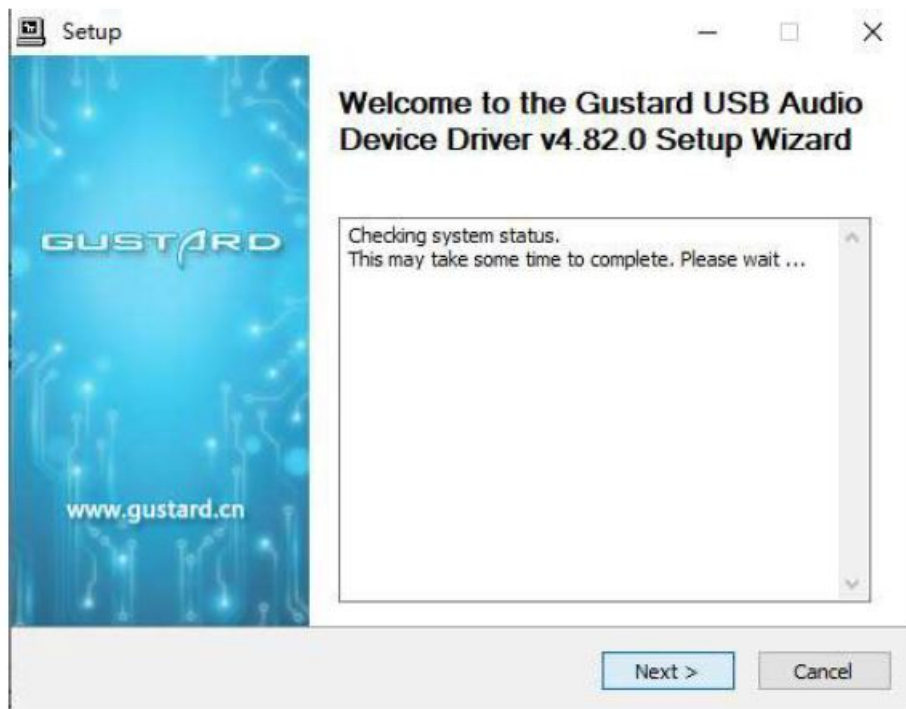 Setup
GUSTARD
www.gustard.cn
Welcome to the Gustard USB Audio
Device Driver v4.82.0 Setup Wizard
Checking system status.
This may take some time to complete. Please wait ...
Next >
Cancel